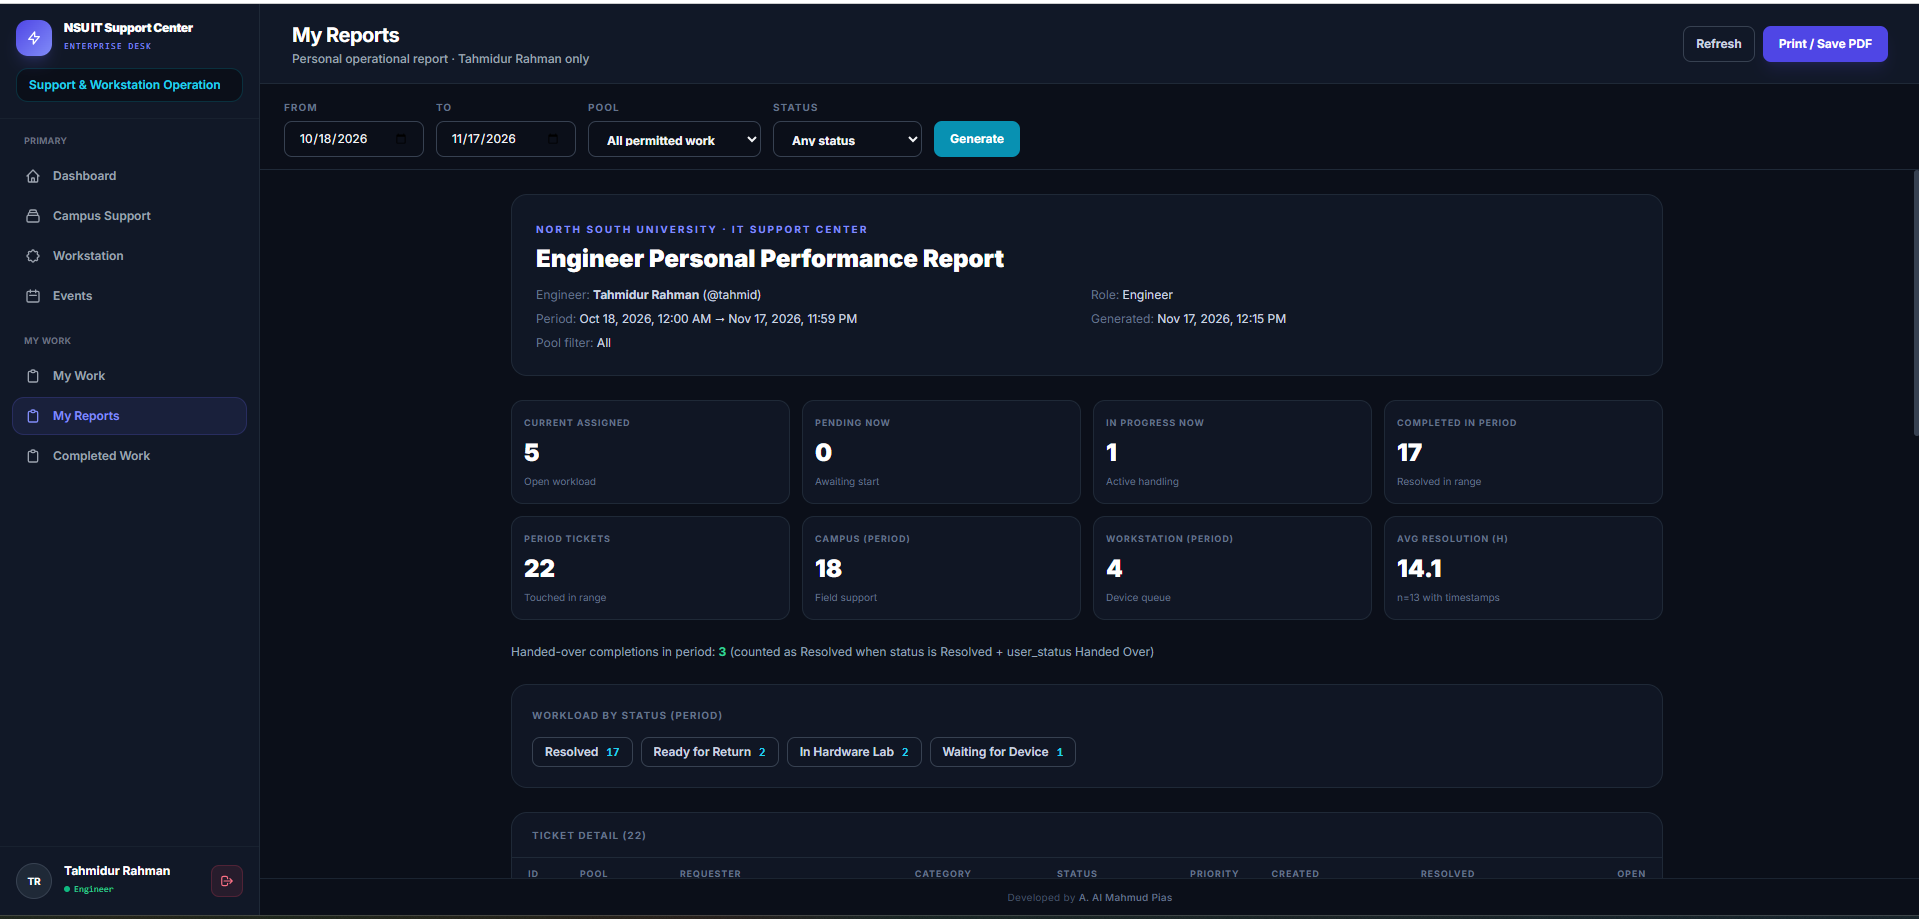 NSU IT Support Center
ENTERPRISE DESK
Support & Workstation Operation
PRIMARY
Dashboard
Campus Support
Workstation
Events
MY WORK
My Work
My Reports
Completed Work
TR
Tahmidur Rahman
Engineer
My Reports
Personal operational report · Tahmidur Rahman only
Refresh
Print / Save PDF
FROM TO POOL STATUS
10/18/2026 11/17/2026 All permitted work Any status Generate
NORTH SOUTH UNIVERSITY · IT SUPPORT CENTER
Engineer Personal Performance Report
Engineer: Tahmidur Rahman (@tahmid) Role: Engineer
Period: Oct 18, 2026, 12:00 AM → Nov 17, 2026, 11:59 PM Generated: Nov 17, 2026, 12:15 PM
Pool filter: All
CURRENT ASSIGNED
5
Open workload
PENDING NOW
0
Awaiting start
IN PROGRESS NOW
1
Active handling
COMPLETED IN PERIOD
17
Resolved in range
PERIOD TICKETS
22
Touched in range
CAMPUS (PERIOD)
18
Field support
WORKSTATION (PERIOD)
4
Device queue
AVG RESOLUTION (H)
14.1
n=13 with timestamps
Handed-over completions in period: 3 (counted as Resolved when status is Resolved + user_status Handed Over)
WORKLOAD BY STATUS (PERIOD)
Resolved 17 Ready for Return 2 In Hardware Lab 2 Waiting for Device 1
TICKET DETAIL (22)
ID POOL REQUESTER CATEGORY STATUS PRIORITY CREATED RESOLVED OPEN
Developed by A. Al Mahmud Pias